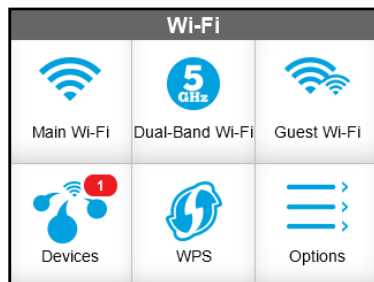 Wi-Fi
5
GHz
Main Wi-Fi
Dual-Band Wi-Fi
Guest Wi-Fi
1
Devices
WPS
Options